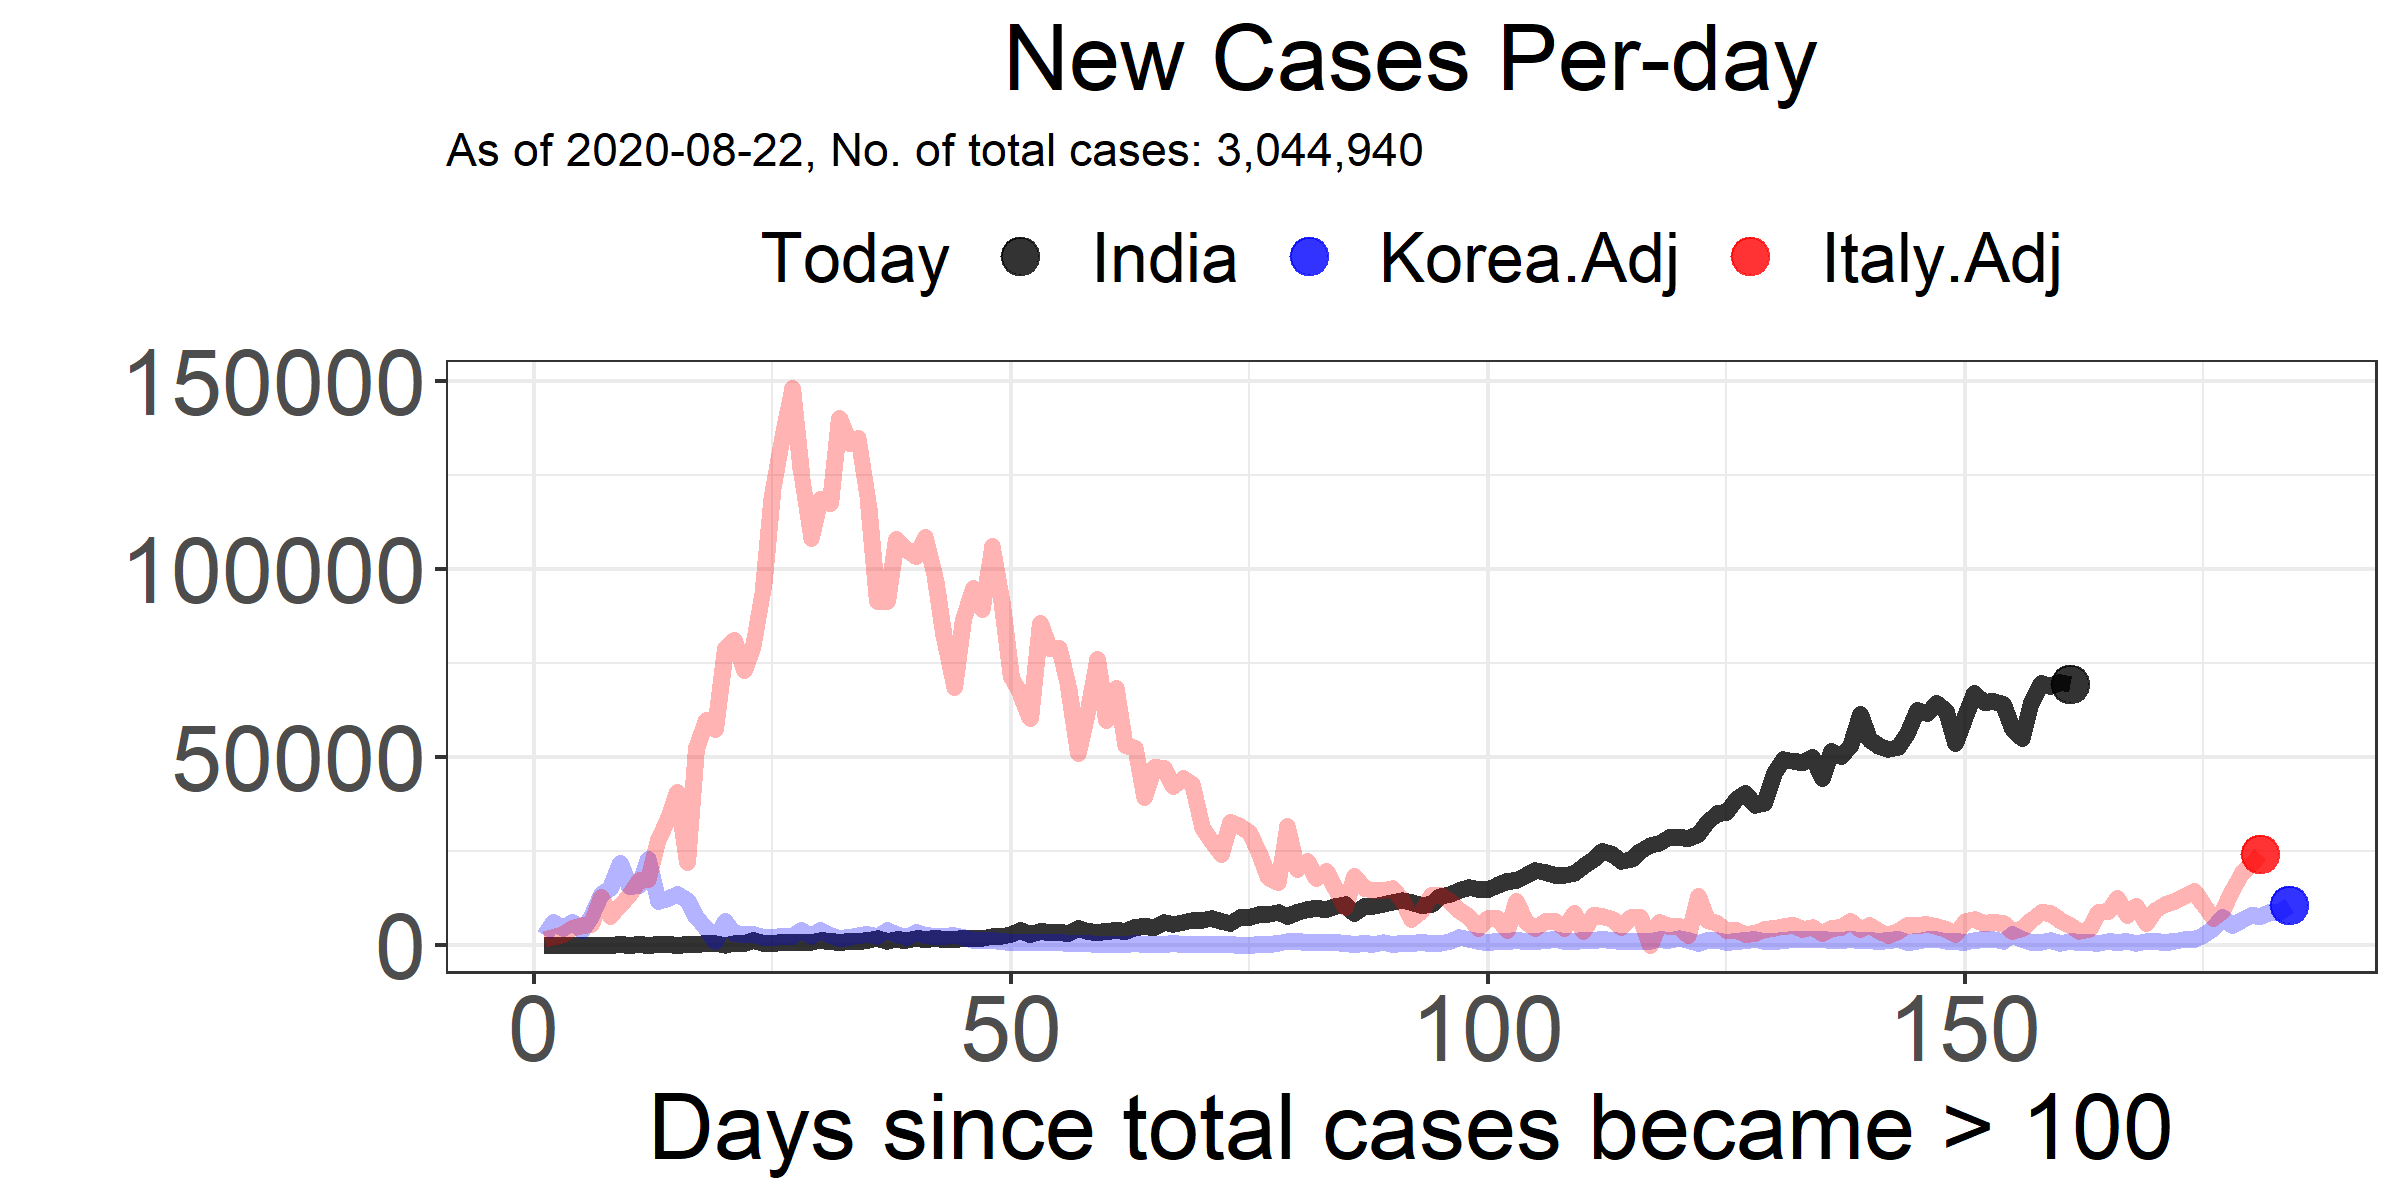 New Cases Per-day
As of 2020-08-22, No. of total cases: 3,044,940
Today India Korea.Adj Italy.Adj
150000
100000
50000
0
0 50 100 150
Days since total cases became > 100